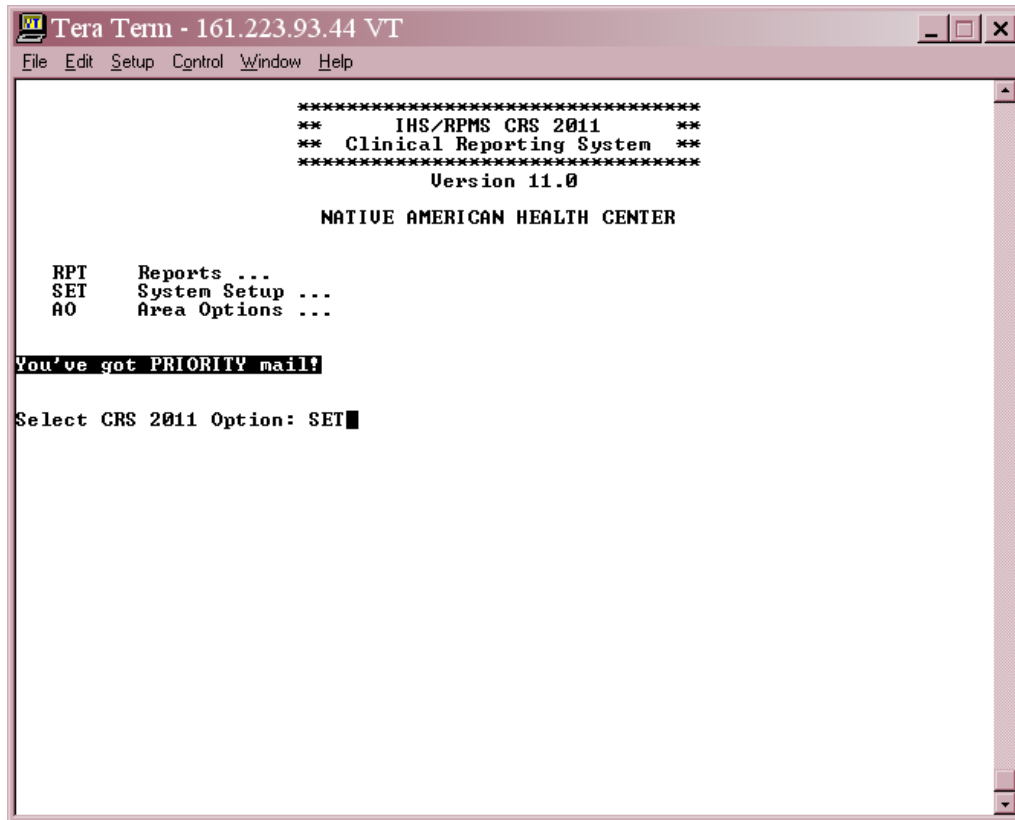 Tera Term - 161.223.93.44 VT
File Edit Setup Control Window Help
*********************************
** IHS/RPMS CRS 2011 **
** Clinical Reporting System **
*********************************
Version 11.0
NATIVE AMERICAN HEALTH CENTER
RPT Reports ...
SET System Setup ...
AO Area Options ...
You've got PRIORITY mail!
Select CRS 2011 Option: SET